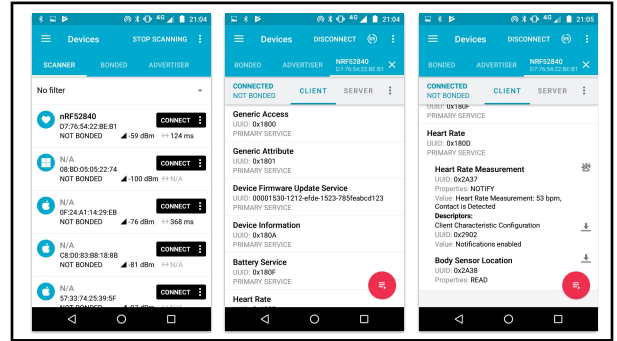 4G 21:04
Devices STOP SCANNING
SCANNER BONDED ADVERTISER
No filter
nRF52840
D7:76:54:22:BE:B1
NOT BONDED -59 dBm ↔ 124 ms
CONNECT
N/A
08:BD:05:05:22:74
NOT BONDED -100 dBm ↔ N/A
CONNECT
N/A
0F:24:A1:14:29:EB
NOT BONDED -76 dBm ↔ 368 ms
CONNECT
N/A
C8:D0:83:B8:18:8B
NOT BONDED -81 dBm ↔ N/A
CONNECT
N/A
57:33:74:25:39:5F
CONNECT
4G 21:04
Devices DISCONNECT
BONDED ADVERTISER NRF52840
D7:76:54:22:BE:B1
CONNECTED
NOT BONDED
CLIENT SERVER
Generic Access
UUID: 0x1800
PRIMARY SERVICE
Generic Attribute
UUID: 0x1801
PRIMARY SERVICE
Device Firmware Update Service
UUID: 00001530-1212-efde-1523-785feabcd123
PRIMARY SERVICE
Device Information
UUID: 0x180A
PRIMARY SERVICE
Battery Service
UUID: 0x180F
PRIMARY SERVICE
Heart Rate
4G 21:05
Devices DISCONNECT
BONDED ADVERTISER NRF52840
D7:76:54:22:BE:B1
CONNECTED
NOT BONDED
CLIENT SERVER
UUID: 0x180F
PRIMARY SERVICE
Heart Rate
UUID: 0x180D
PRIMARY SERVICE
Heart Rate Measurement
UUID: 0x2A37
Properties: NOTIFY
Value: Heart Rate Measurement: 53 bpm,
Contact is Detected
Descriptors:
Client Characteristic Configuration
UUID: 0x2902
Value: Notifications enabled
Body Sensor Location
UUID: 0x2A38
Properties: READ